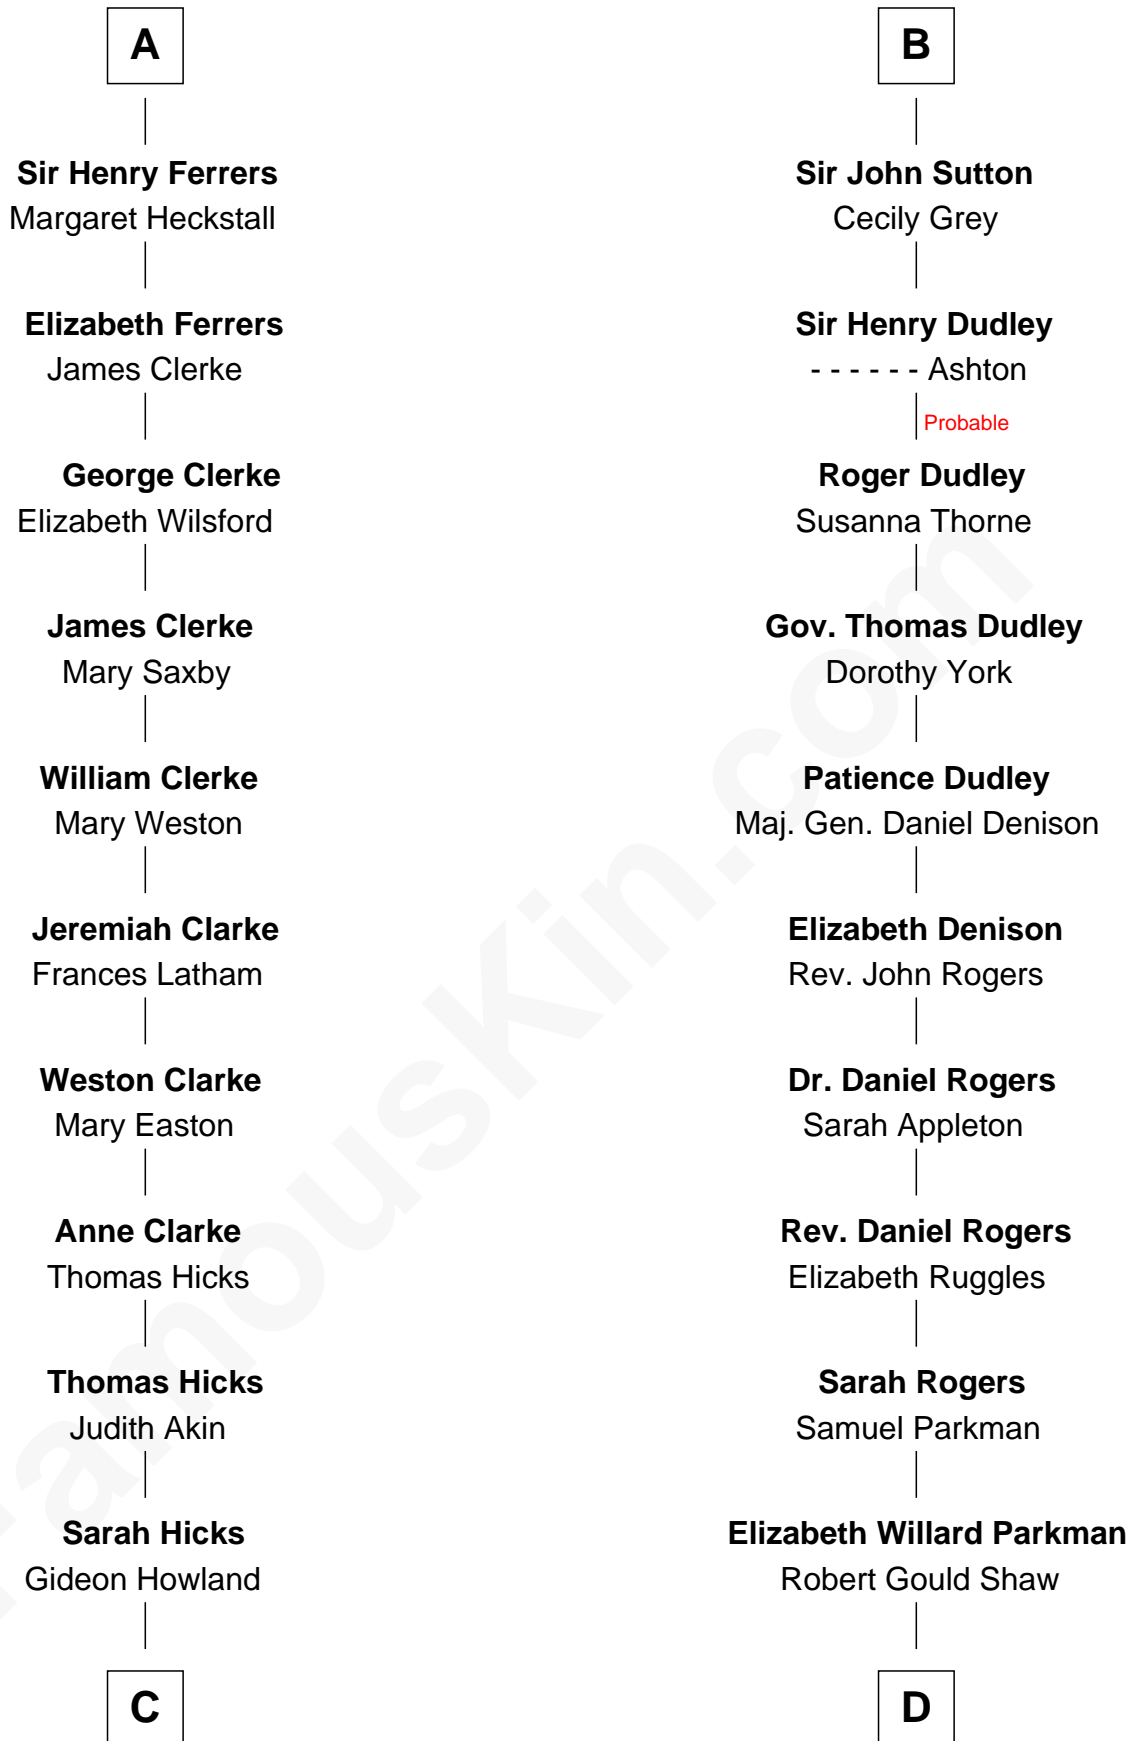 A
Sir Henry Ferrers
Margaret Heckstall
Elizabeth Ferrers
James Clerke
George Clerke
Elizabeth Wilsford
James Clerke
Mary Saxby
William Clerke
Mary Weston
Jeremiah Clarke
Frances Latham
Weston Clarke
Mary Easton
Anne Clarke
Thomas Hicks
Thomas Hicks
Judith Akin
Sarah Hicks
Gideon Howland
C
B
Sir John Sutton
Cecily Grey
Sir Henry Dudley
- - - - - - Ashton
Probable
Roger Dudley
Susanna Thorne
Gov. Thomas Dudley
Dorothy York
Patience Dudley
Maj. Gen. Daniel Denison
Elizabeth Denison
Rev. John Rogers
Dr. Daniel Rogers
Sarah Appleton
Rev. Daniel Rogers
Elizabeth Ruggles
Sarah Rogers
Samuel Parkman
Elizabeth Willard Parkman
Robert Gould Shaw
D
FamousKin.com